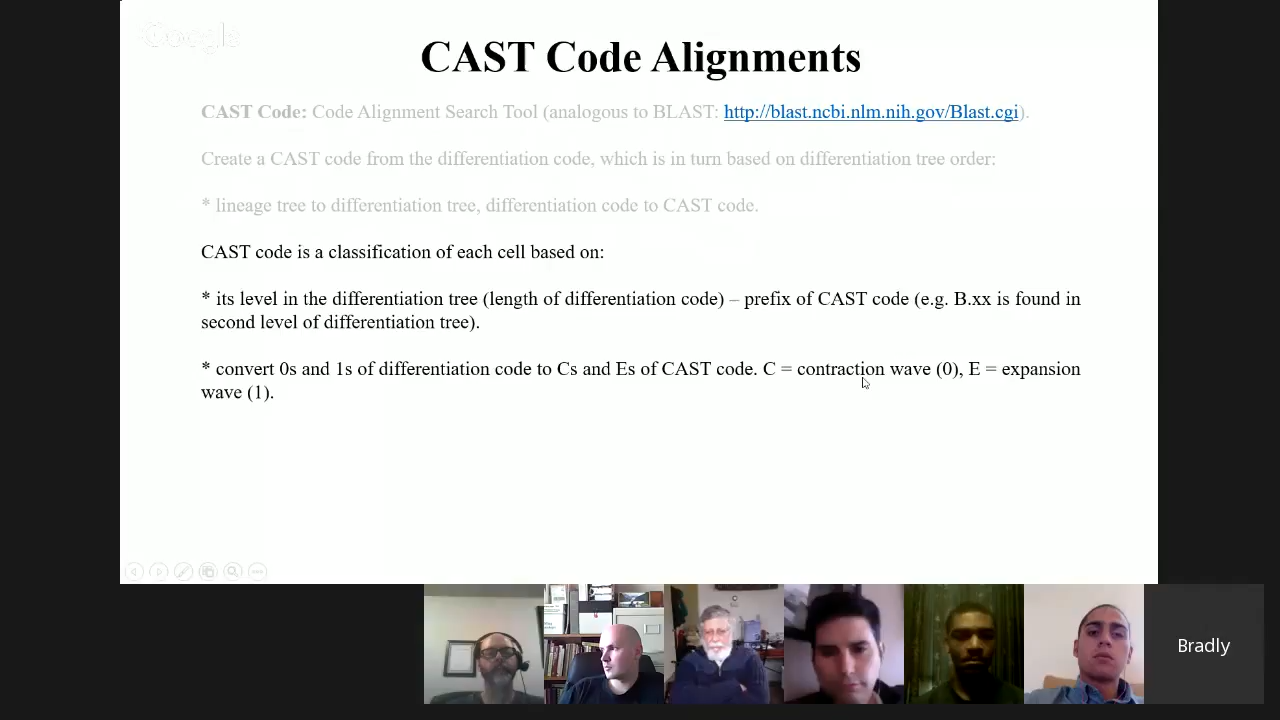 Google
CAST Code Alignments
CAST Code: Code Alignment Search Tool (analogous to BLAST: http://blast.ncbi.nlm.nih.gov/Blast.cgi).
Create a CAST code from the differentiation code, which is in turn based on differentiation tree order:
* lineage tree to differentiation tree, differentiation code to CAST code.
CAST code is a classification of each cell based on:
* its level in the differentiation tree (length of differentiation code) – prefix of CAST code (e.g. B.xx is found in
second level of differentiation tree).
* convert 0s and 1s of differentiation code to Cs and Es of CAST code. C = contraction wave (0), E = expansion
wave (1).
Bradly